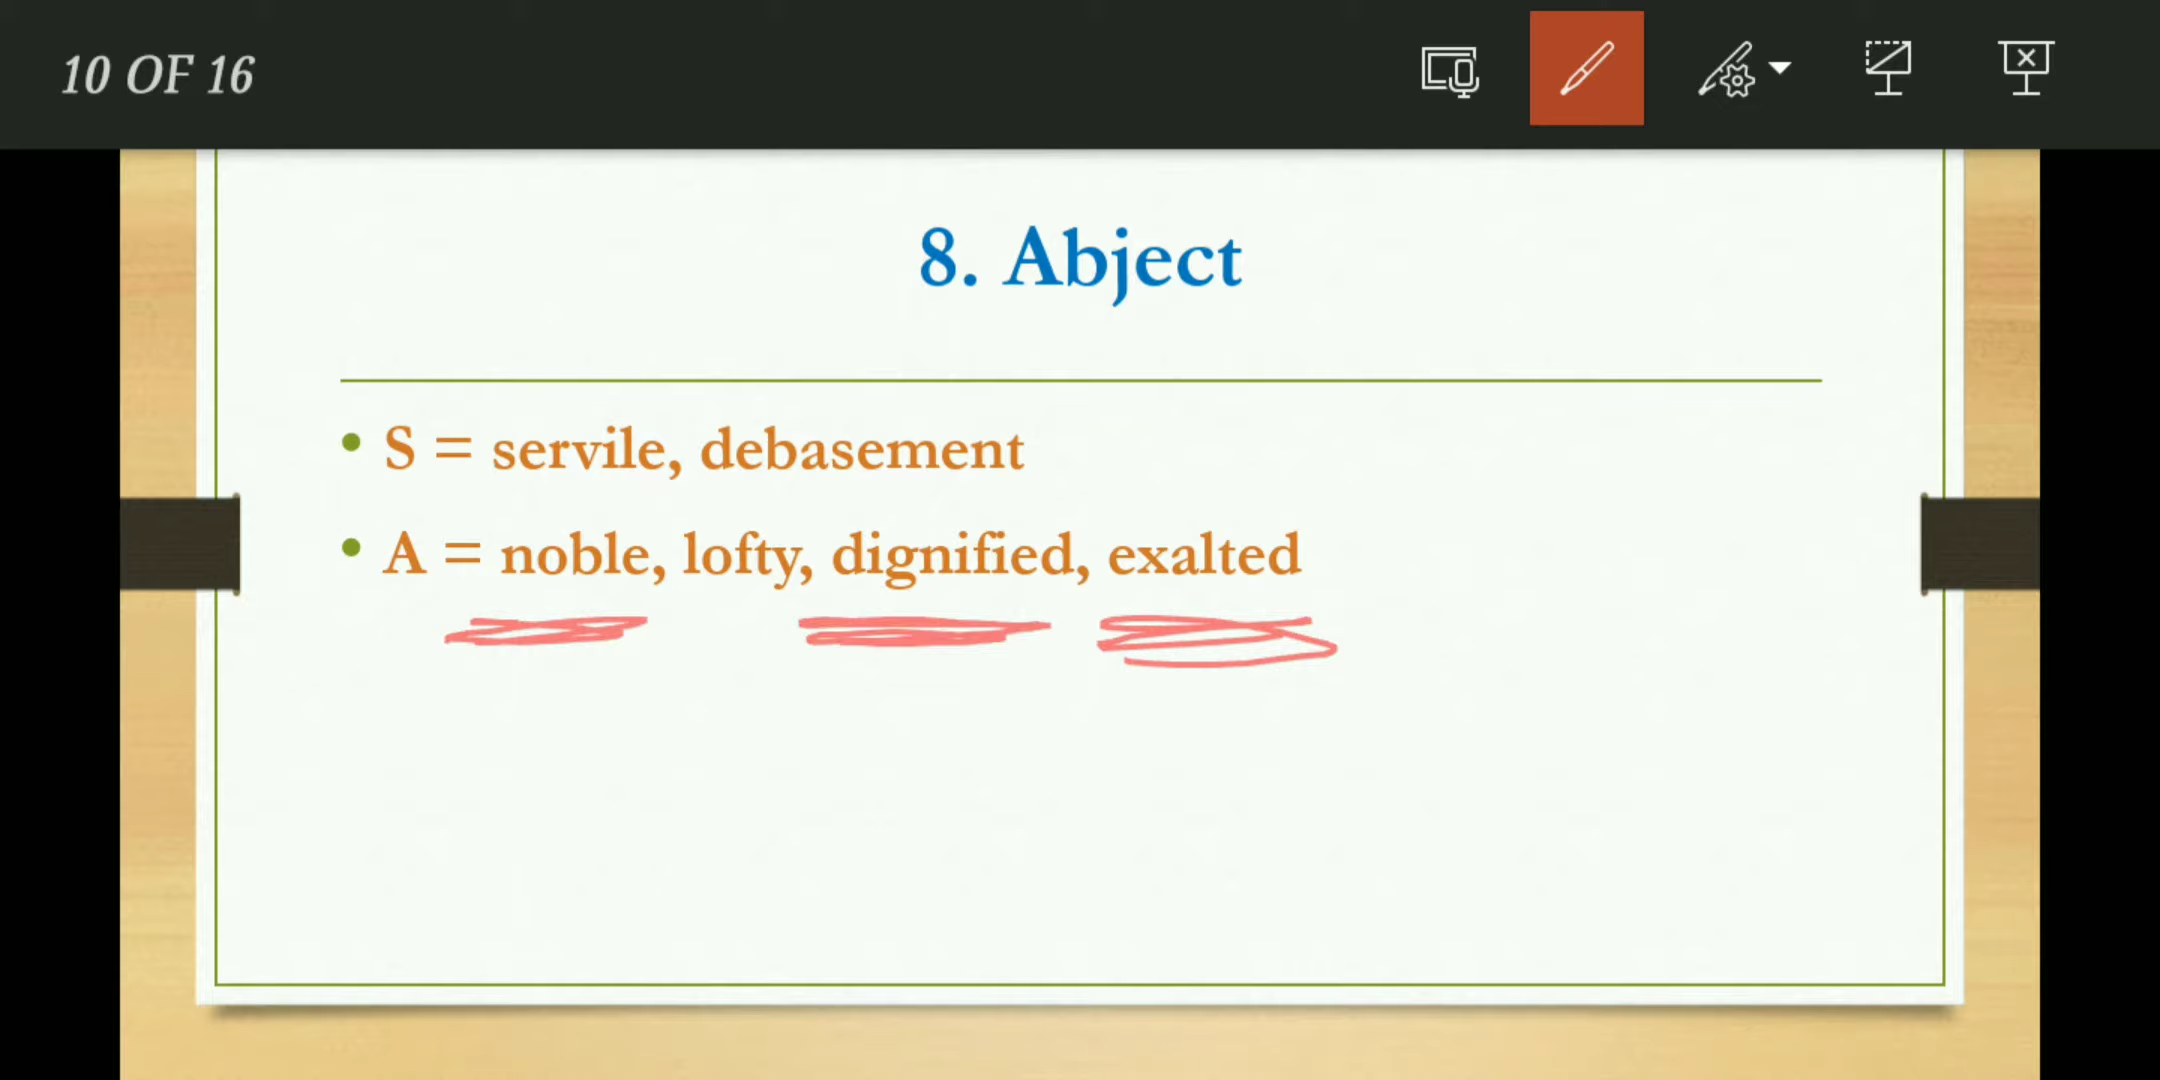 10 OF 16
8. Abject
• S = servile, debasement
• A = noble, lofty, dignified, exalted